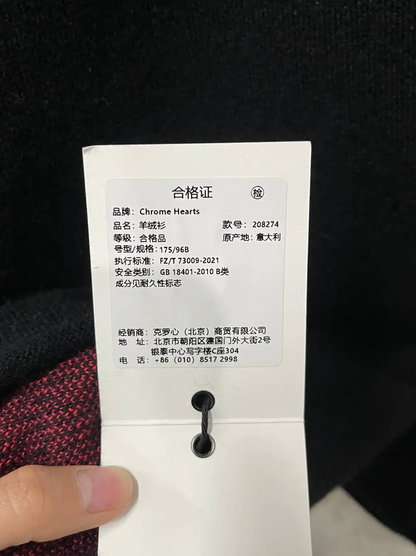 合格证 检
品牌: Chrome Hearts
品名: 羊绒衫 款号: 208274
等级: 合格品 原产地: 意大利
号型/规格: 175/96B
执行标准: FZ/T 73009-2021
安全类别: GB 18401-2010 B类
成分见耐久性标志
经销商: 克罗心（北京）商贸有限公司
地 址: 北京市朝阳区建国门外大街2号
银泰中心写字楼C座304
电 话: +86 (010) 8517 2998